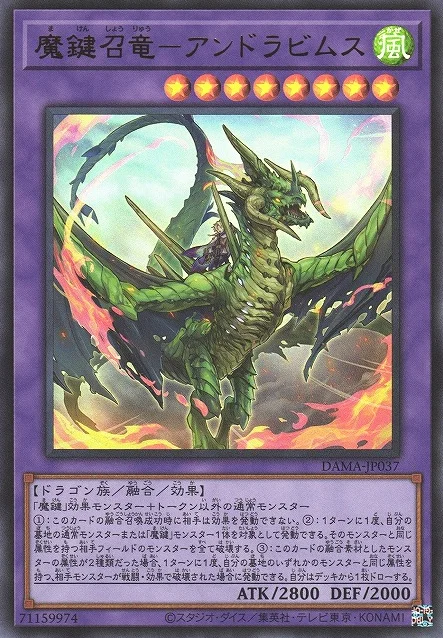 魔鍵召竜－アンドラビムス
風
DAMA-JP037
【ドラゴン族／融合／効果】
「魔鍵」効果モンスター＋トークン以外の通常モンスター
①：このカードの融合召喚成功時に相手は効果を発動できない。②：1ターンに1度、自分の
墓地の通常モンスターまたは「魔鍵」モンスター1体を対象として発動できる。そのモンスターと同じ
属性を持つ相手フィールドのモンスターを全て破壊する。③：このカードの融合素材としたモン
スターの属性が2種類だった場合、1ターンに1度、自分の墓地のいずれかのモンスターと同じ属性
を持つ、相手モンスターが戦闘・効果で破壊された場合に発動できる。自分はデッキから1枚ドローする。
ATK/2800 DEF/2000
71159974
©スタジオ・ダイス／集英社・テレビ東京・KONAMI